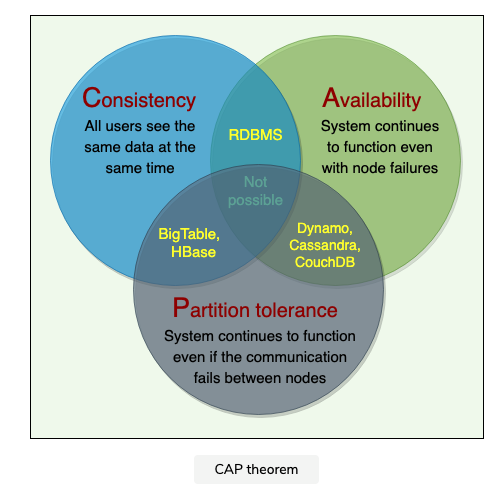 Consistency
All users see the
same data at the
same time
Availability
System continues
to function even
with node failures
RDBMS
Not
possible
BigTable,
HBase
Dynamo,
Cassandra,
CouchDB
Partition tolerance
System continues to function
even if the communication
fails between nodes
CAP theorem